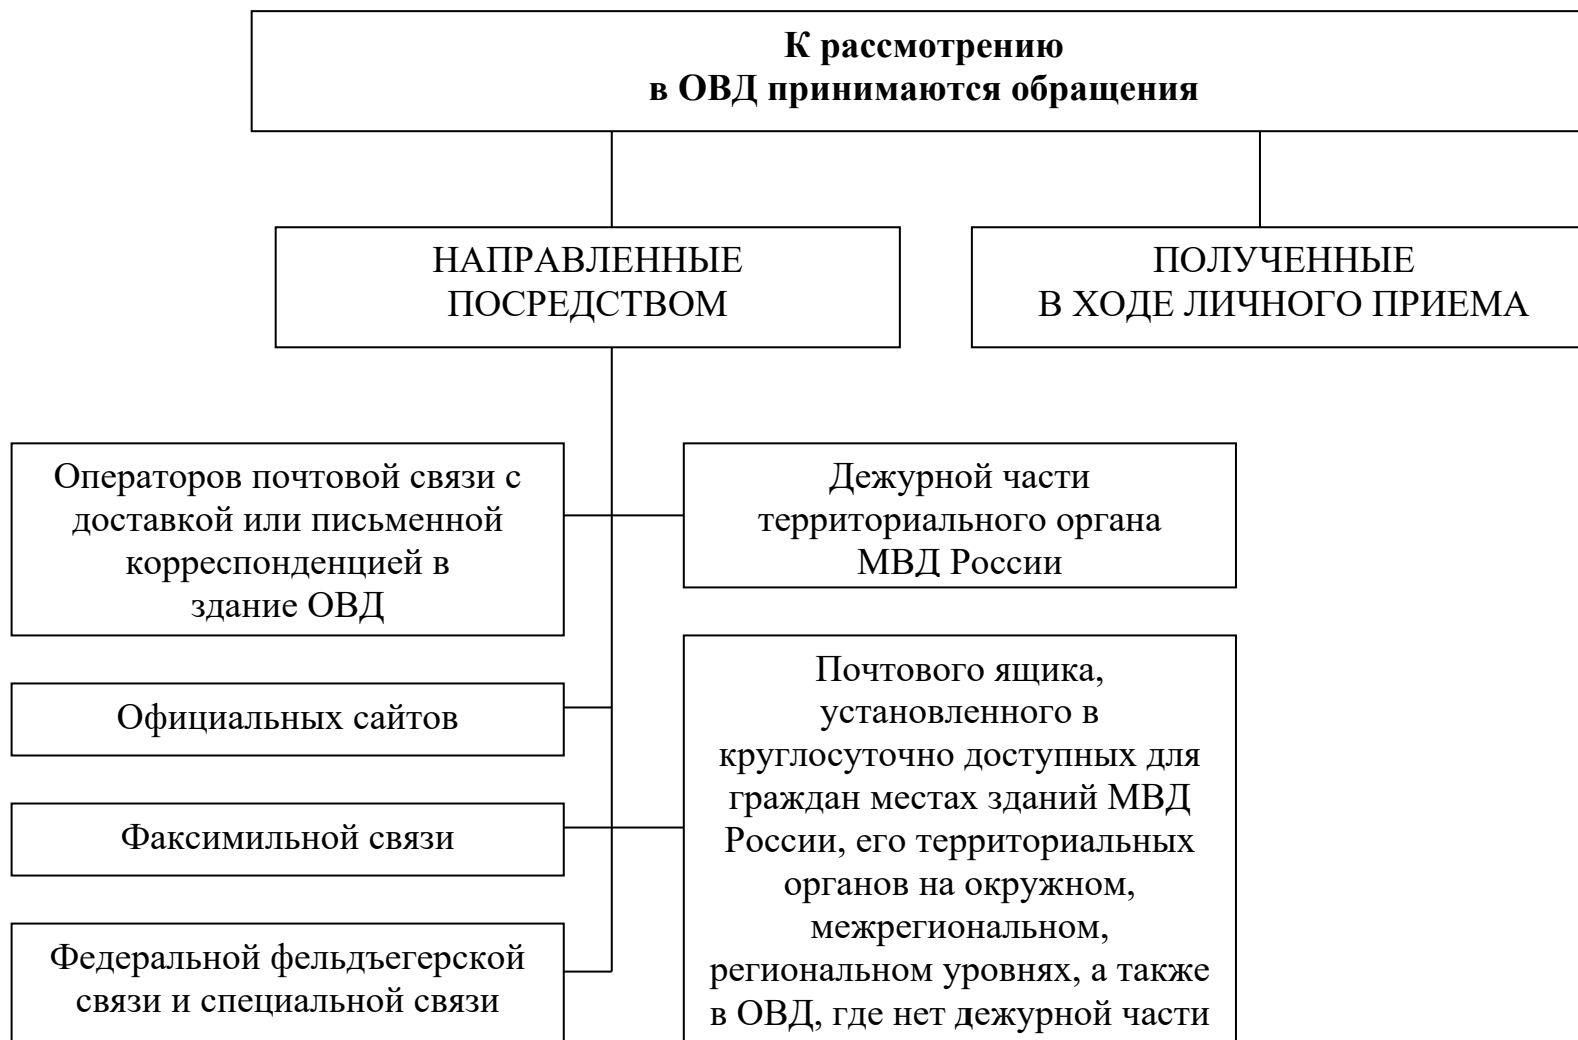 К рассмотрению
в ОВД принимаются обращения
НАПРАВЛЕННЫЕ
ПОСРЕДСТВОМ
ПОЛУЧЕННЫЕ
В ХОДЕ ЛИЧНОГО ПРИЕМА
Операторов почтовой связи с
доставкой или письменной
корреспонденцией в
здание ОВД
Дежурной части
территориального органа
МВД России
Официальных сайтов
Факсимильной связи
Федеральной фельдъегерской
связи и специальной связи
Почтового ящика,
установленного в
круглосуточно доступных для
граждан местах зданий МВД
России, его территориальных
органов на окружном,
межрегиональном,
региональном уровнях, а также
в ОВД, где нет дежурной части